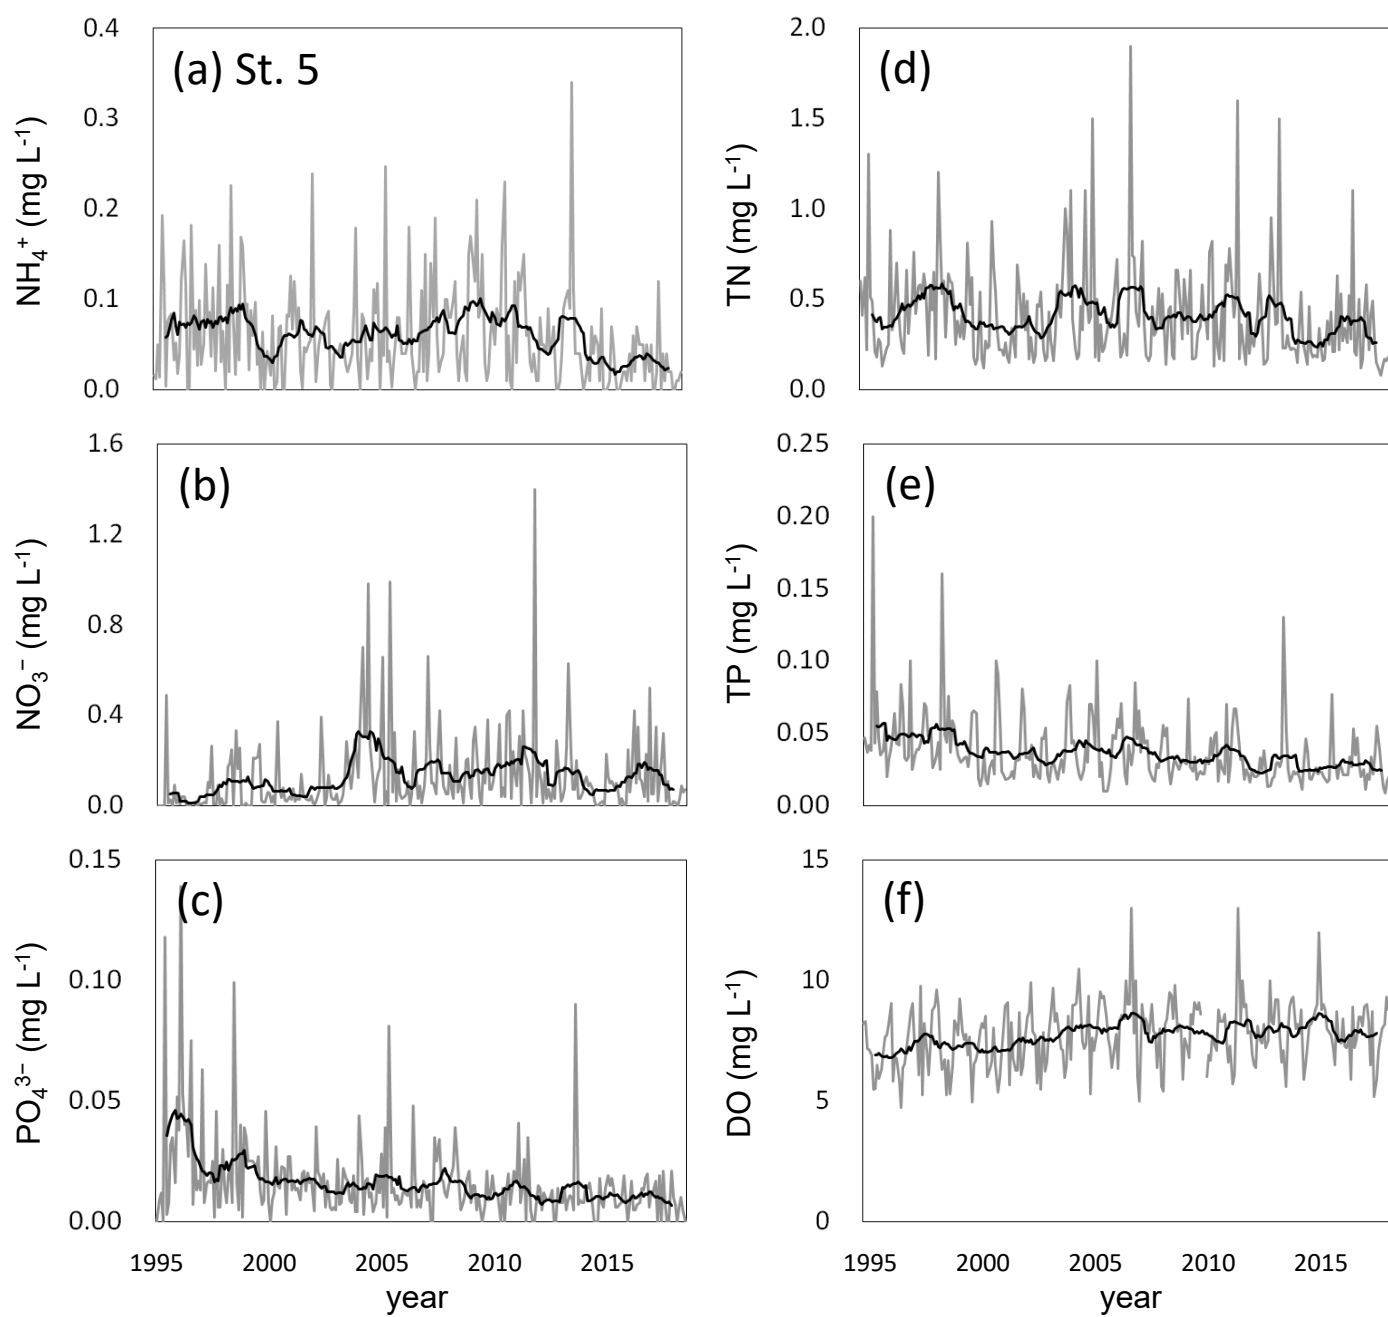 (a) St. 5
NH₄⁺ (mg L⁻¹)
0.4
0.3
0.2
0.1
0.0
(d)
TN (mg L⁻¹)
2.0
1.5
1.0
0.5
0.0
(b)
NO₃⁻ (mg L⁻¹)
1.6
1.2
0.8
0.4
0.0
(e)
TP (mg L⁻¹)
0.25
0.20
0.15
0.10
0.05
0.00
(c)
PO₄³⁻ (mg L⁻¹)
0.15
0.10
0.05
0.00
1995 2000 2005 2010 2015
year
(f)
DO (mg L⁻¹)
15
10
5
0
1995 2000 2005 2010 2015
year